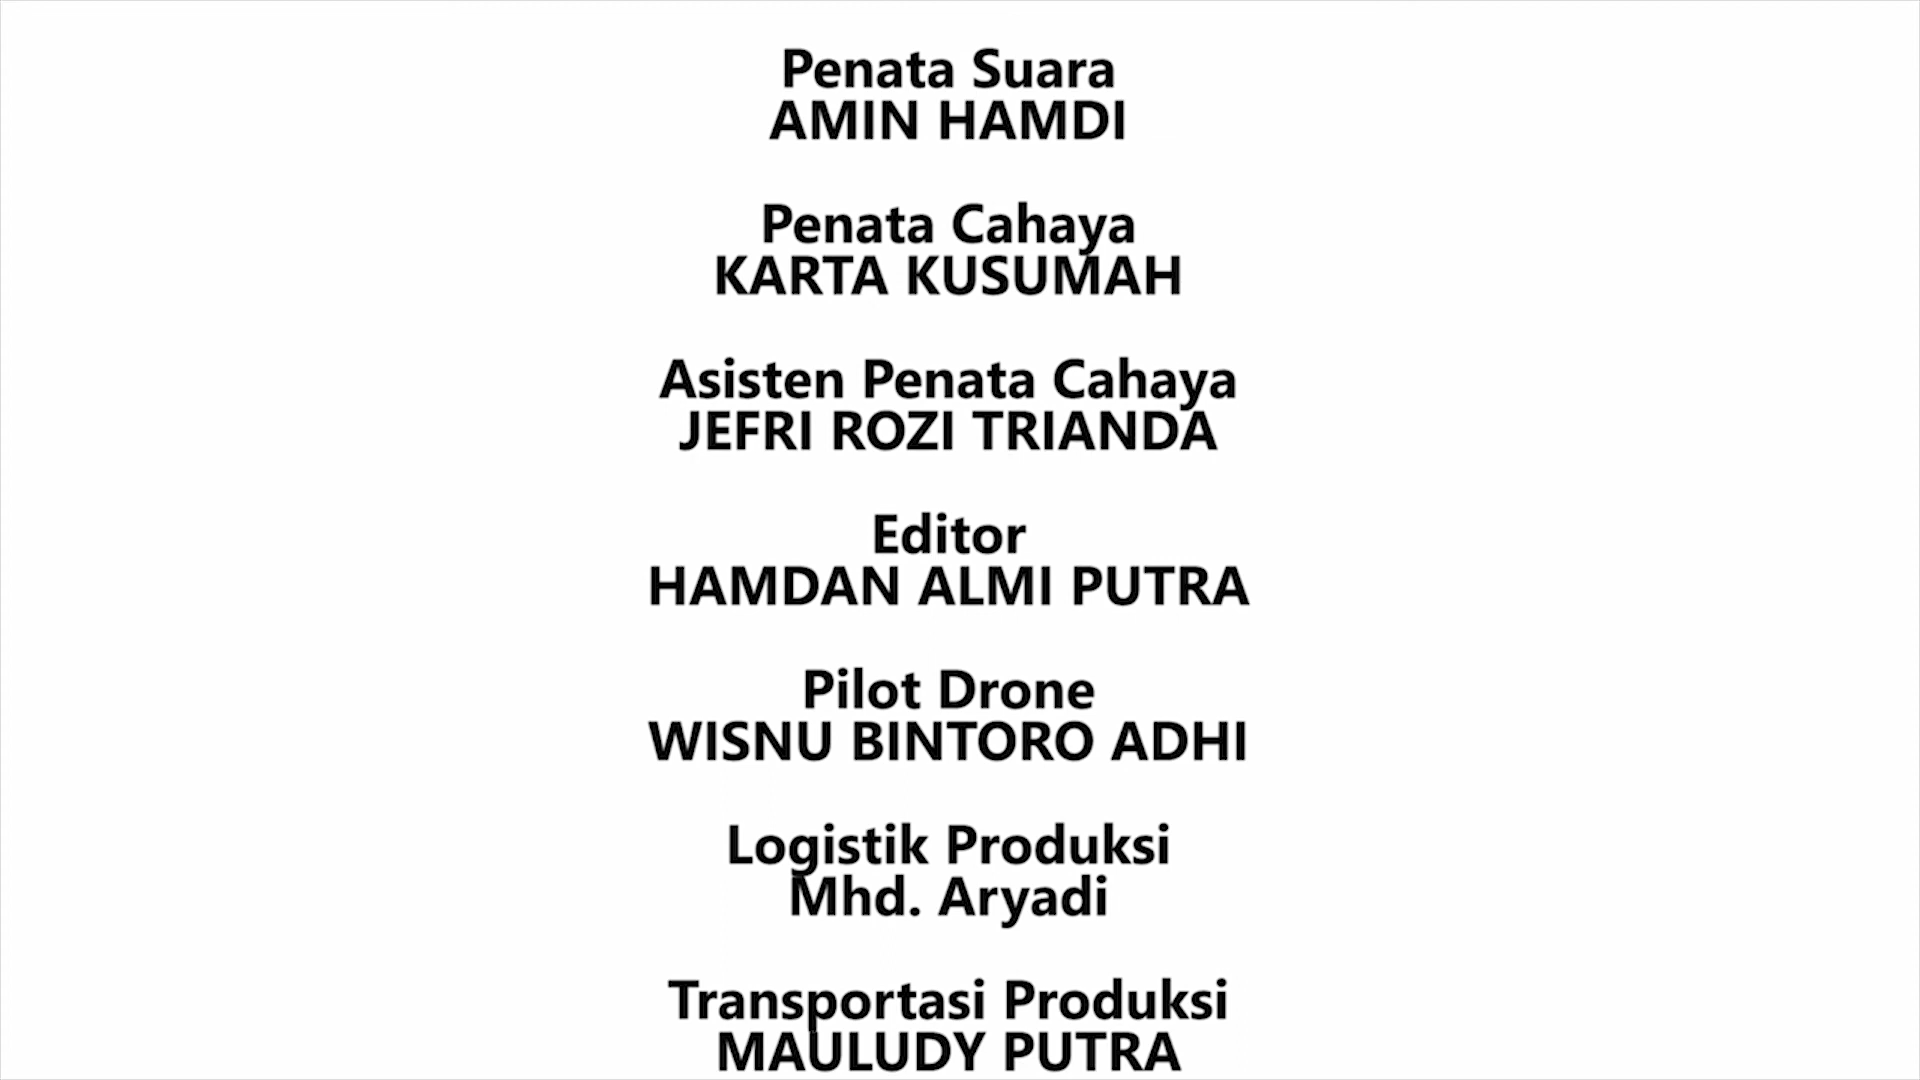 Penata Suara
AMIN HAMDI
Penata Cahaya
KARTA KUSUMAH
Asisten Penata Cahaya
JEFRI ROZI TRIANDA
Editor
HAMDAN ALMI PUTRA
Pilot Drone
WISNU BINTORO ADHI
Logistik Produksi
Mhd. Aryadi
Transportasi Produksi
MAULUDY PUTRA